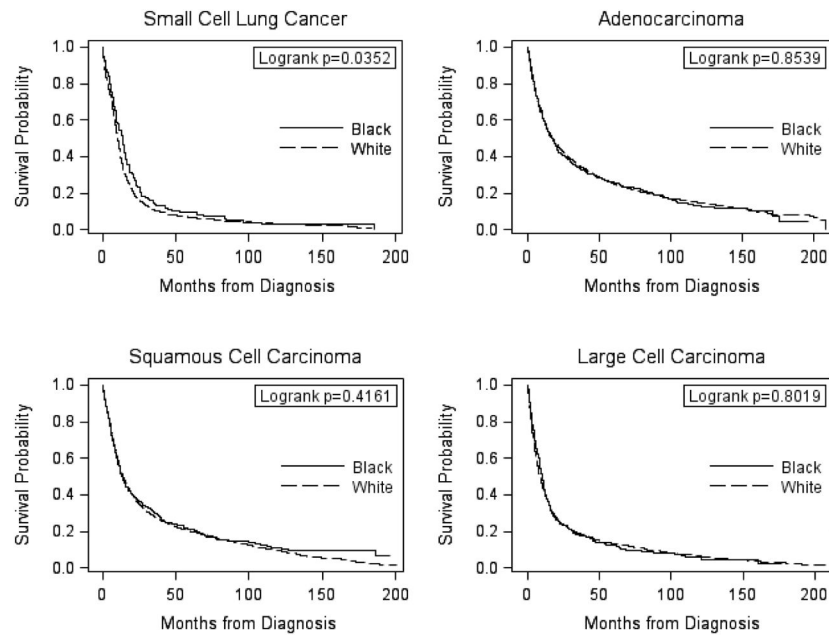 Small Cell Lung Cancer
Survival Probability
1.0
0.8
0.6
0.4
0.2
0.0
Logrank p=0.0352
Black
White
0 50 100 150 200
Months from Diagnosis
Adenocarcinoma
Survival Probability
1.0
0.8
0.6
0.4
0.2
0.0
Logrank p=0.8539
Black
White
0 50 100 150 200
Months from Diagnosis
Squamous Cell Carcinoma
Survival Probability
1.0
0.8
0.6
0.4
0.2
0.0
Logrank p=0.4161
Black
White
0 50 100 150 200
Months from Diagnosis
Large Cell Carcinoma
Survival Probability
1.0
0.8
0.6
0.4
0.2
0.0
Logrank p=0.8019
Black
White
0 50 100 150 200
Months from Diagnosis